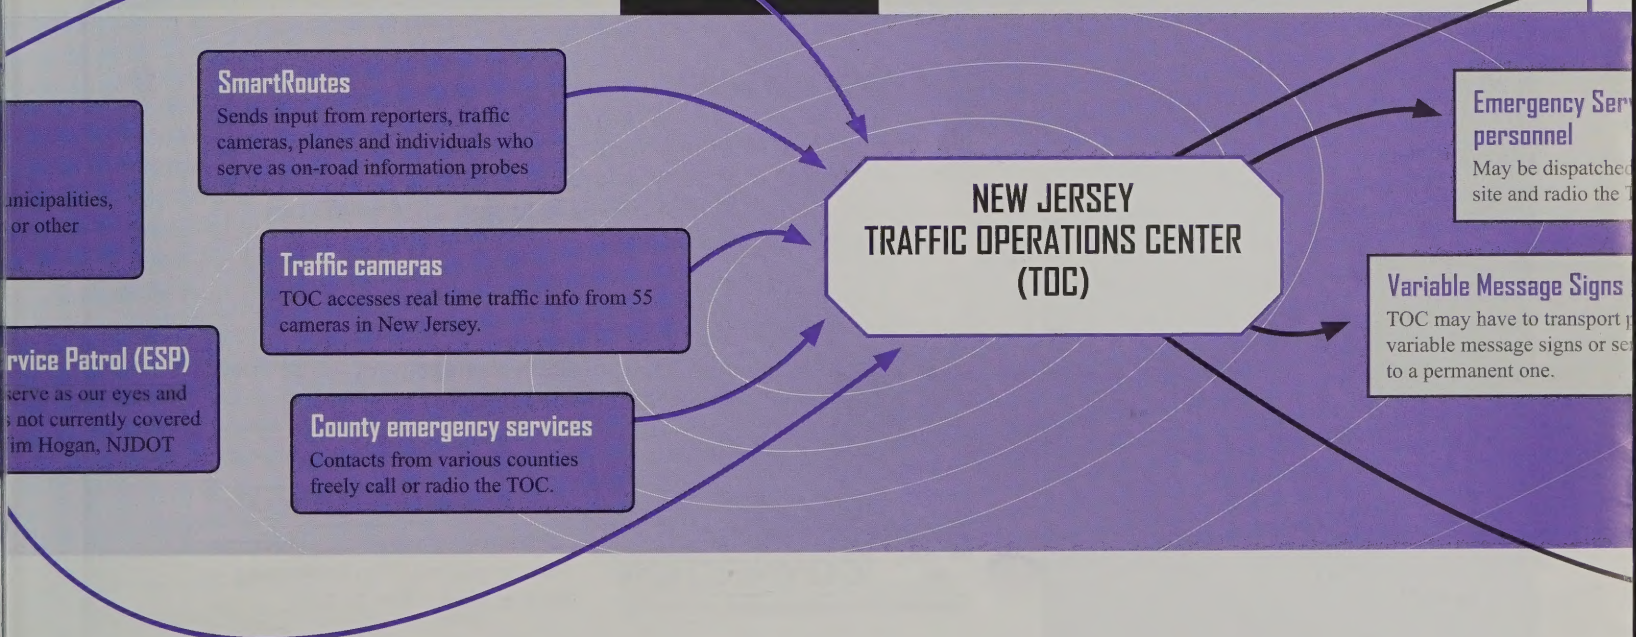 SmartRoutes
Sends input from reporters, traffic
cameras, planes and individuals who
serve as on-road information probes
or other
Traffic cameras
TOC accesses real time traffic info from 55
cameras in New Jersey.
Service Patrol (ESP)
serve as our eyes and
not currently covered
Hogan, NJDOT
County emergency services
Contacts from various counties
freely call or radio the TOC.
NEW JERSEY
TRAFFIC OPERATIONS CENTER
(TOC)
Emergency
personnel
May be dispatched
site and radio the
Variable Message Signs
TOC may have to transport
variable message signs or
to a permanent one.